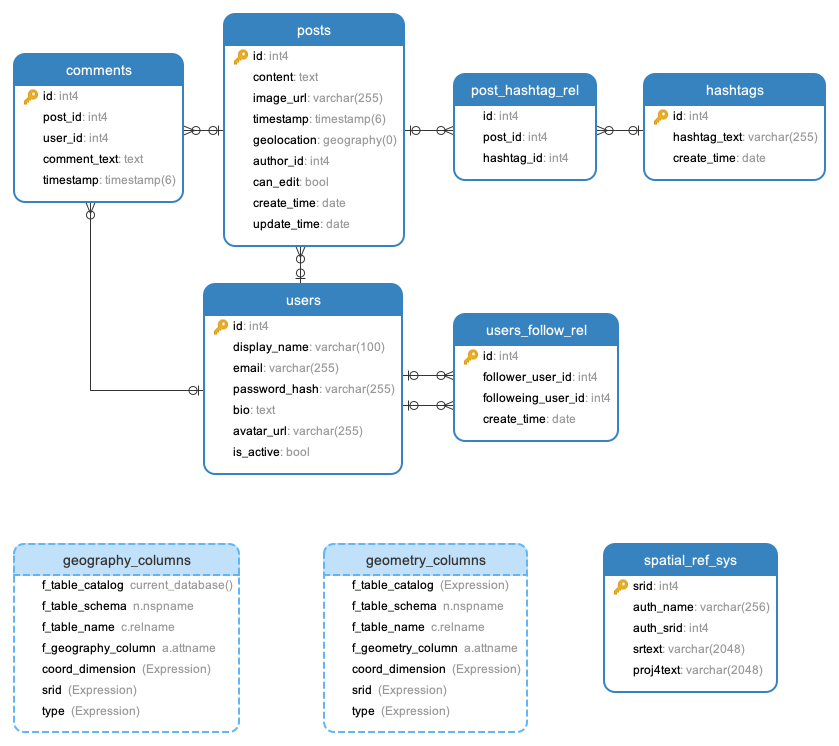 posts
id: int4
content: text
image_url: varchar(255)
timestamp: timestamp(6)
geolocation: geography(0)
author_id: int4
can_edit: bool
create_time: date
update_time: date
comments
id: int4
post_id: int4
user_id: int4
comment_text: text
timestamp: timestamp(6)
post_hashtag_rel
id: int4
post_id: int4
hashtag_id: int4
hashtags
id: int4
hashtag_text: varchar(255)
create_time: date
users
id: int4
display_name: varchar(100)
email: varchar(255)
password_hash: varchar(255)
bio: text
avatar_url: varchar(255)
is_active: bool
users_follow_rel
id: int4
follower_user_id: int4
followeing_user_id: int4
create_time: date
geography_columns
f_table_catalog current_database()
f_table_schema n.nspname
f_table_name c.relname
f_geography_column a.attname
coord_dimension (Expression)
srid (Expression)
type (Expression)
geometry_columns
f_table_catalog (Expression)
f_table_schema n.nspname
f_table_name c.relname
f_geometry_column a.attname
coord_dimension (Expression)
srid (Expression)
type (Expression)
spatial_ref_sys
srid: int4
auth_name: varchar(256)
auth_srid: int4
srtext: varchar(2048)
proj4text: varchar(2048)